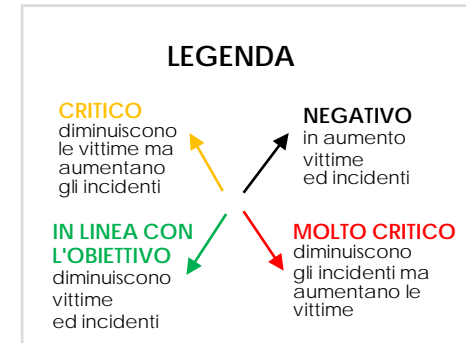 LEGENDA
CRITICO
diminuiscono
le vittime ma
aumentano
gli incidenti
NEGATIVO
in aumento
vittime
ed incidenti
IN LINEA CON
L'OBIETTIVO
diminuiscono
vittime
ed incidenti
MOLTO CRITICO
diminuiscono
gli incidenti ma
aumentano le
vittime